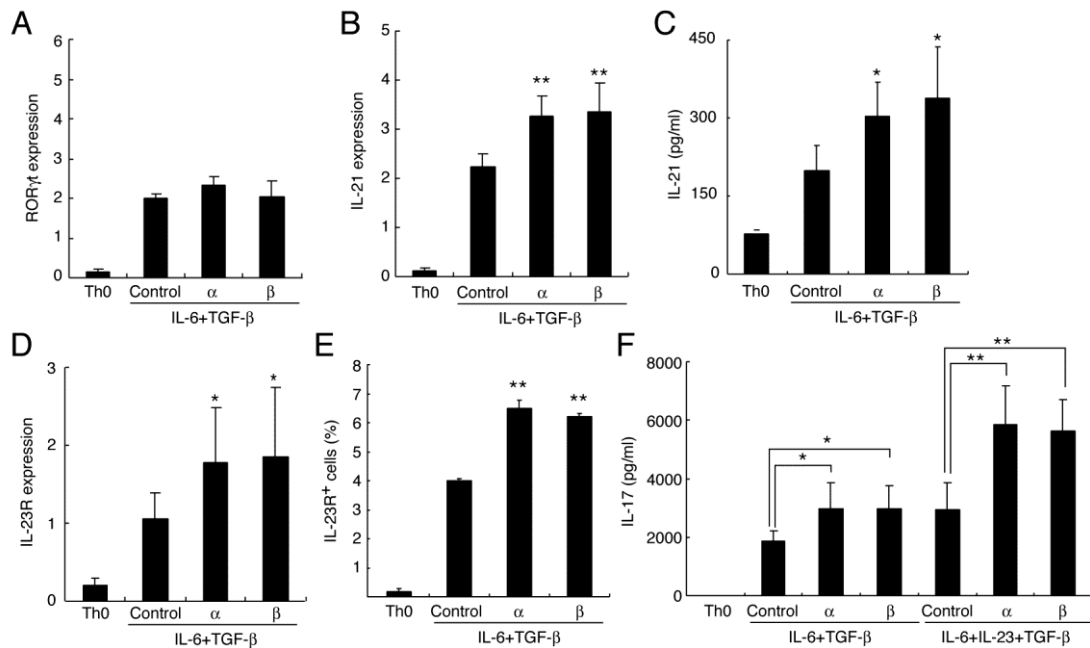 A
RORγt expression
6
5
4
3
2
1
0
Th0 Control α β
IL-6+TGF-β
B
IL-21 expression
6
5
4
3
2
1
0
** **
Th0 Control α β
IL-6+TGF-β
C
IL-21 (pg/ml)
450
300
150
0
* *
Th0 Control α β
IL-6+TGF-β
D
IL-23R expression
3
2
1
0
* *
Th0 Control α β
IL-6+TGF-β
E
IL-23R+ cells (%)
8
7
6
5
4
3
2
1
** **
Th0 Control α β
IL-6+TGF-β
F
IL-17 (pg/ml)
8000
6000
4000
2000
0
*
*
**
**
Th0 Control α β Control α β
IL-6+TGF-β IL-6+IL-23+TGF-β